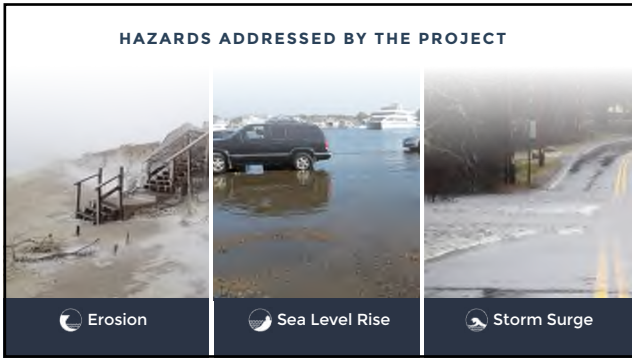 HAZARDS ADDRESSED BY THE PROJECT
Erosion
Sea Level Rise
Storm Surge